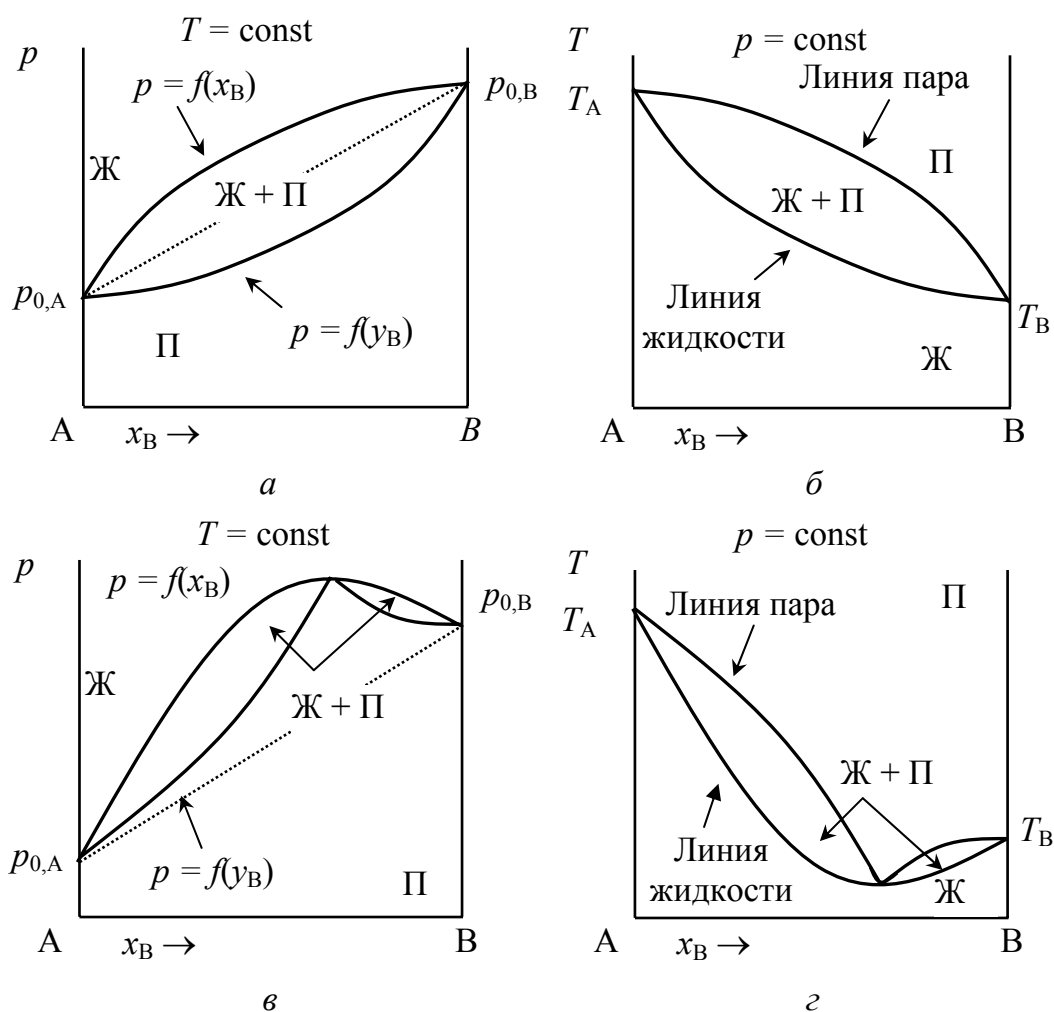 T = const
p
p = f(x_B)
p_0,B
Ж
Ж + П
p_0,A
p = f(y_B)
П
A
x_B →
B
а
p = const
T
Линия пара
T_A
П
Ж + П
Линия
жидкости
T_B
Ж
A
x_B →
B
б
T = const
p
p = f(x_B)
p_0,B
Ж
Ж + П
p_0,A
p = f(y_B)
П
A
x_B →
B
в
p = const
T
П
Линия пара
T_A
Ж + П
T_B
Линия
жидкости
Ж
A
x_B →
B
г